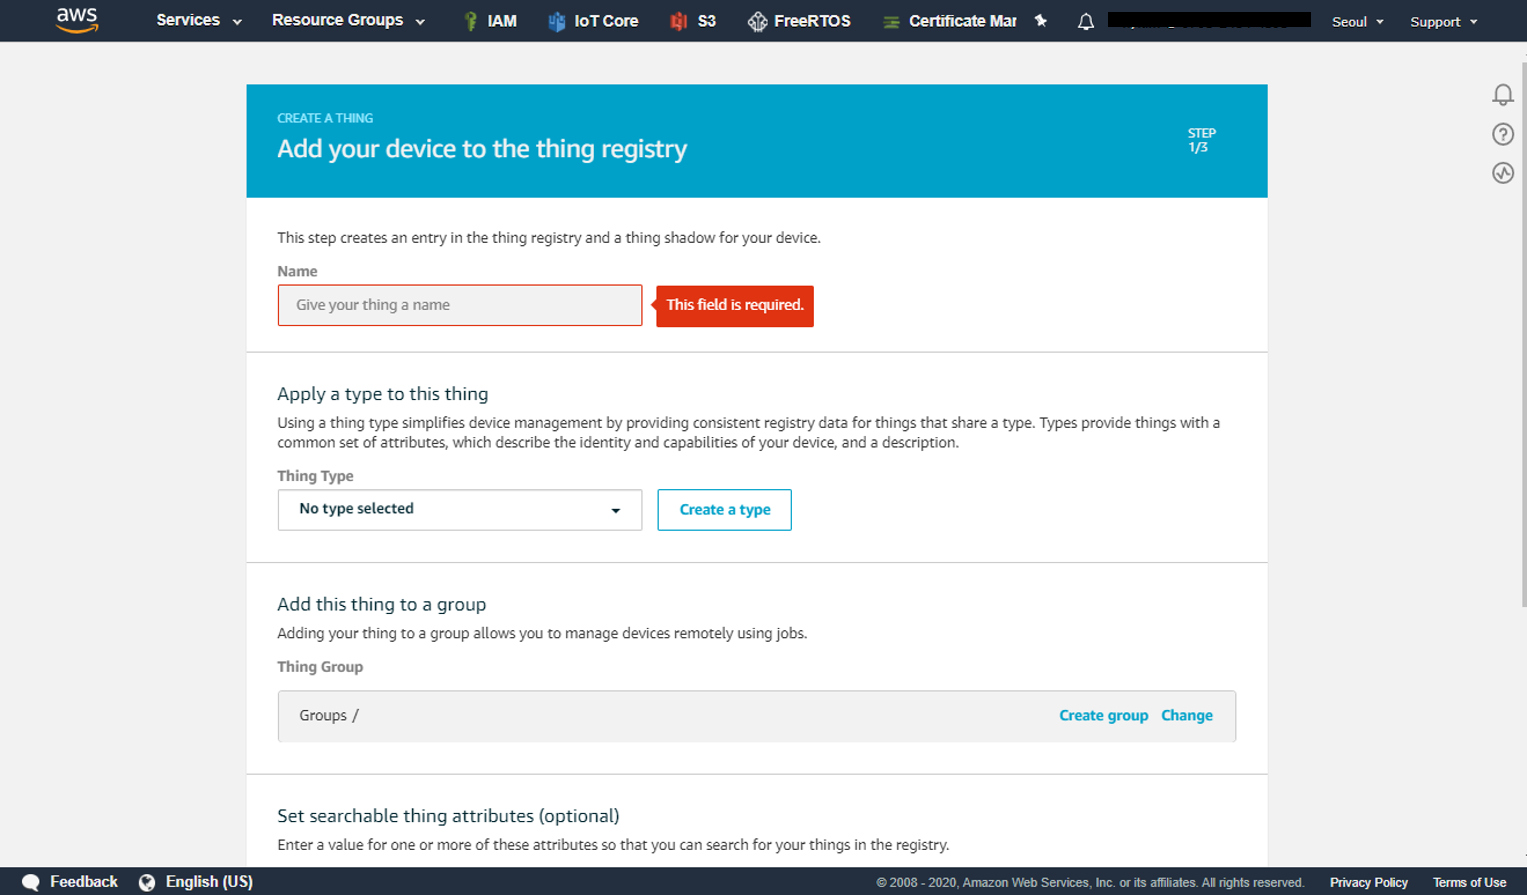 aws Services Resource Groups IAM IoT Core S3 FreeRTOS Certificate Mar Seoul Support
CREATE A THING
Add your device to the thing registry
STEP
1/3
This step creates an entry in the thing registry and a thing shadow for your device.
Name
Give your thing a name
This field is required.
Apply a type to this thing
Using a thing type simplifies device management by providing consistent registry data for things that share a type. Types provide things with a
common set of attributes, which describe the identity and capabilities of your device, and a description.
Thing Type
No type selected
Create a type
Add this thing to a group
Adding your thing to a group allows you to manage devices remotely using jobs.
Thing Group
Groups / Create group Change
Set searchable thing attributes (optional)
Enter a value for one or more of these attributes so that you can search for your things in the registry.
Feedback English (US) © 2008 - 2020, Amazon Web Services, Inc. or its affiliates. All rights reserved. Privacy Policy Terms of Use